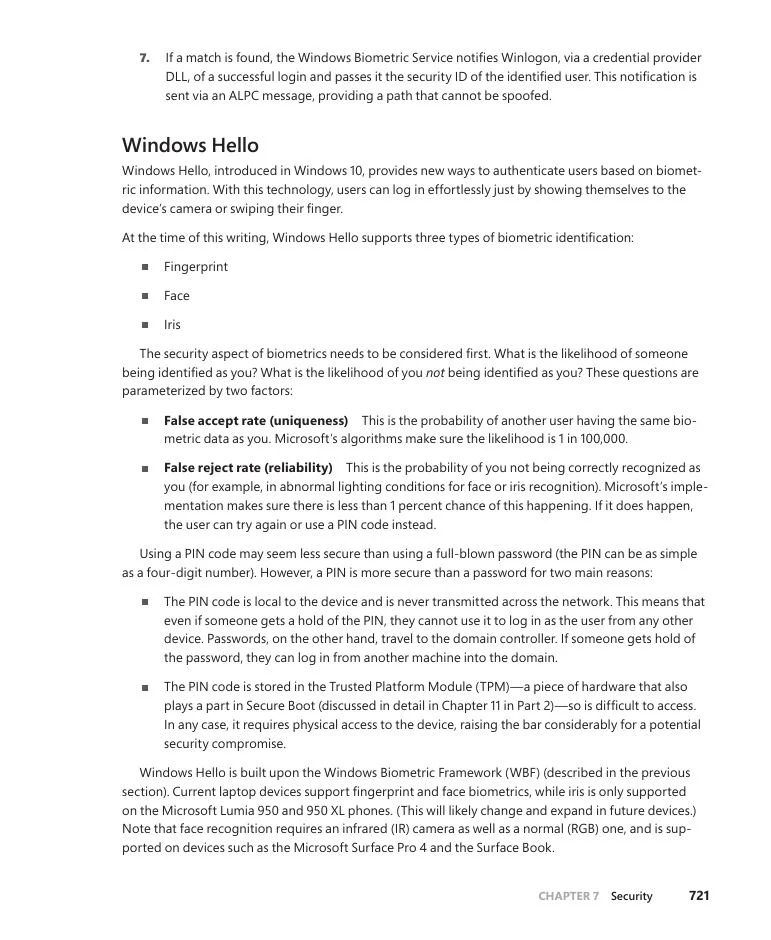 7. If a match is found, the Windows Biometric Service notifies Winlogon, via a credential provider
DLL, of a successful login and passes it the security ID of the identified user. This notification is
sent via an ALPC message, providing a path that cannot be spoofed.
Windows Hello
Windows Hello, introduced in Windows 10, provides new ways to authenticate users based on biomet-
ric information. With this technology, users can log in effortlessly just by showing themselves to the
device’s camera or swiping their finger.
At the time of this writing, Windows Hello supports three types of biometric identification:
■ Fingerprint
■ Face
■ Iris
The security aspect of biometrics needs to be considered first. What is the likelihood of someone
being identified as you? What is the likelihood of you not being identified as you? These questions are
parameterized by two factors:
■ False accept rate (uniqueness) This is the probability of another user having the same bio-
metric data as you. Microsoft’s algorithms make sure the likelihood is 1 in 100,000.
■ False reject rate (reliability) This is the probability of you not being correctly recognized as
you (for example, in abnormal lighting conditions for face or iris recognition). Microsoft’s imple-
mentation makes sure there is less than 1 percent chance of this happening. If it does happen,
the user can try again or use a PIN code instead.
Using a PIN code may seem less secure than using a full-blown password (the PIN can be as simple
as a four-digit number). However, a PIN is more secure than a password for two main reasons:
■ The PIN code is local to the device and is never transmitted across the network. This means that
even if someone gets a hold of the PIN, they cannot use it to log in as the user from any other
device. Passwords, on the other hand, travel to the domain controller. If someone gets hold of
the password, they can log in from another machine into the domain.
■ The PIN code is stored in the Trusted Platform Module (TPM)—a piece of hardware that also
plays a part in Secure Boot (discussed in detail in Chapter 11 in Part 2)—so is difficult to access.
In any case, it requires physical access to the device, raising the bar considerably for a potential
security compromise.
Windows Hello is built upon the Windows Biometric Framework (WBF) (described in the previous
section). Current laptop devices support fingerprint and face biometrics, while iris is only supported
on the Microsoft Lumia 950 and 950 XL phones. (This will likely change and expand in future devices.)
Note that face recognition requires an infrared (IR) camera as well as a normal (RGB) one, and is sup-
ported on devices such as the Microsoft Surface Pro 4 and the Surface Book.
CHAPTER 7 Security 721